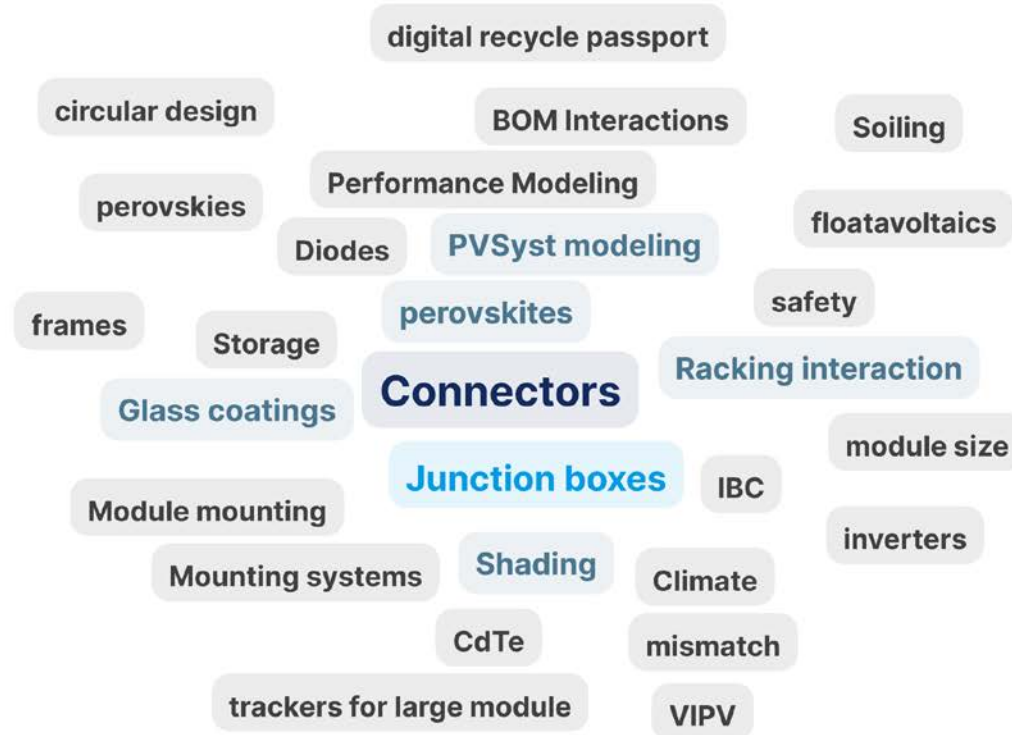 digital recycle passport
circular design
BOM Interactions
Soiling
Performance Modeling
perovskies
floatavoltaics
Diodes
PVSyst modeling
safety
perovskites
frames
Storage
Racking interaction
Connectors
Glass coatings
module size
Junction boxes
IBC
Module mounting
inverters
Shading
Mounting systems
Climate
CdTe
mismatch
trackers for large module
VIPV